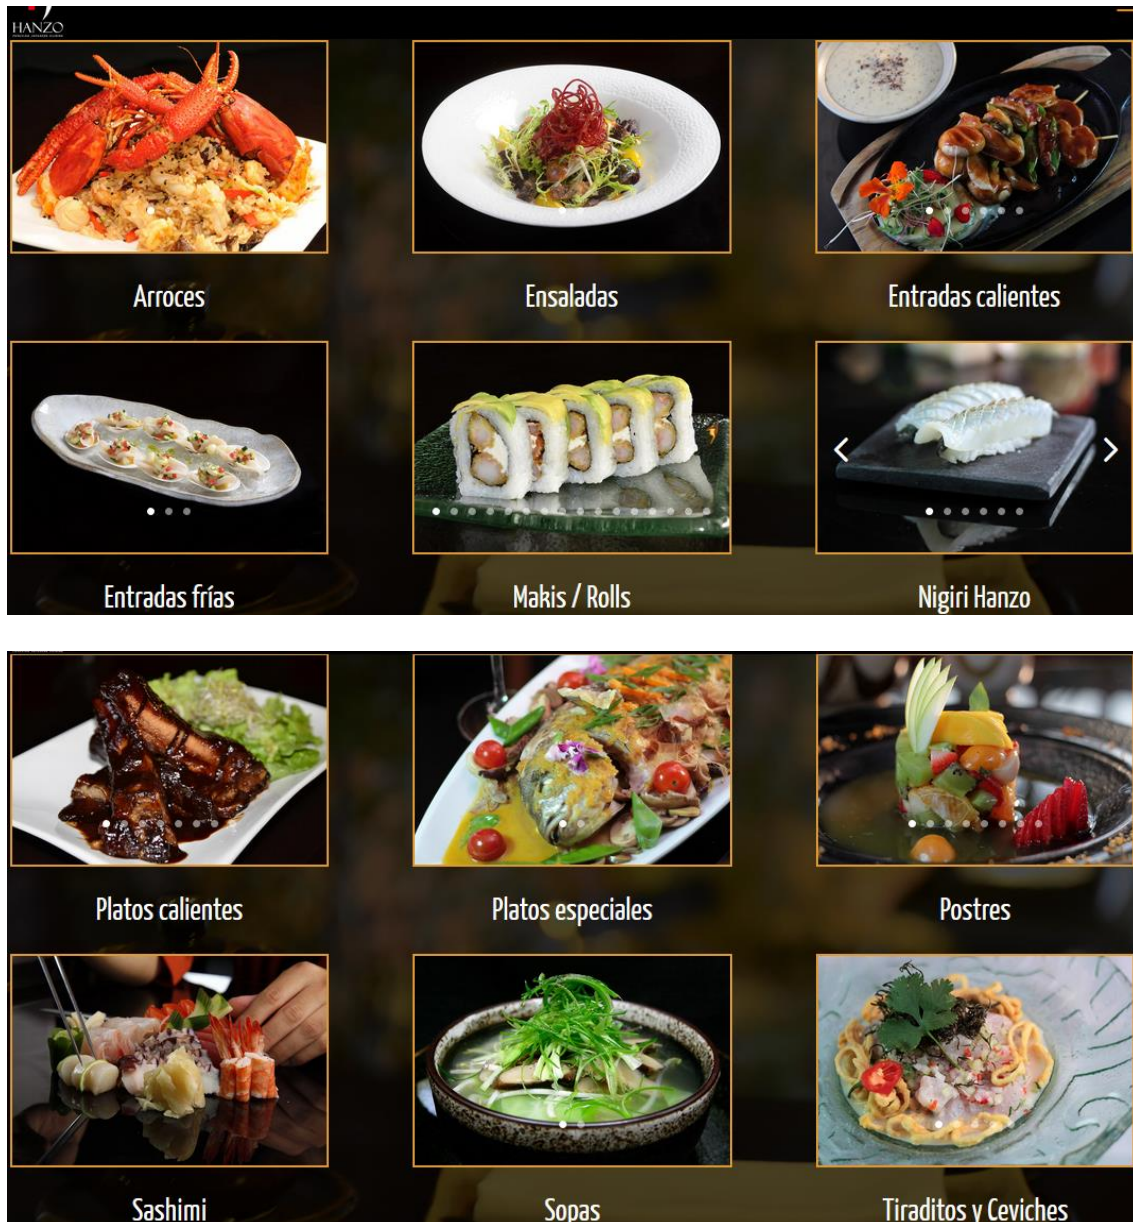 HANZO
Arroces
Ensaladas
Entradas calientes
Entradas frías
Makis / Rolls
Nigiri Hanzo
Platos calientes
Platos especiales
Postres
Sashimi
Sopas
Tiraditos y Ceviches